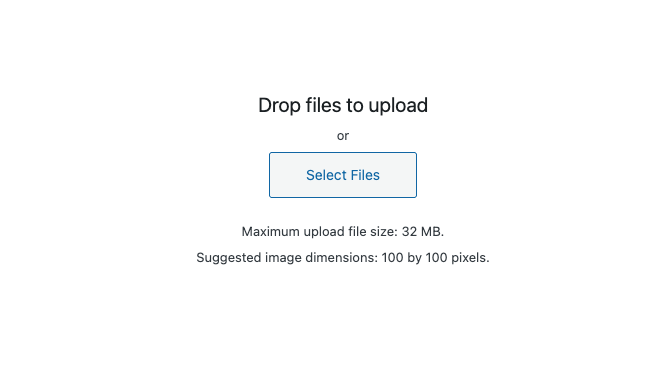 Drop files to upload
or
Select Files
Maximum upload file size: 32 MB.
Suggested image dimensions: 100 by 100 pixels.